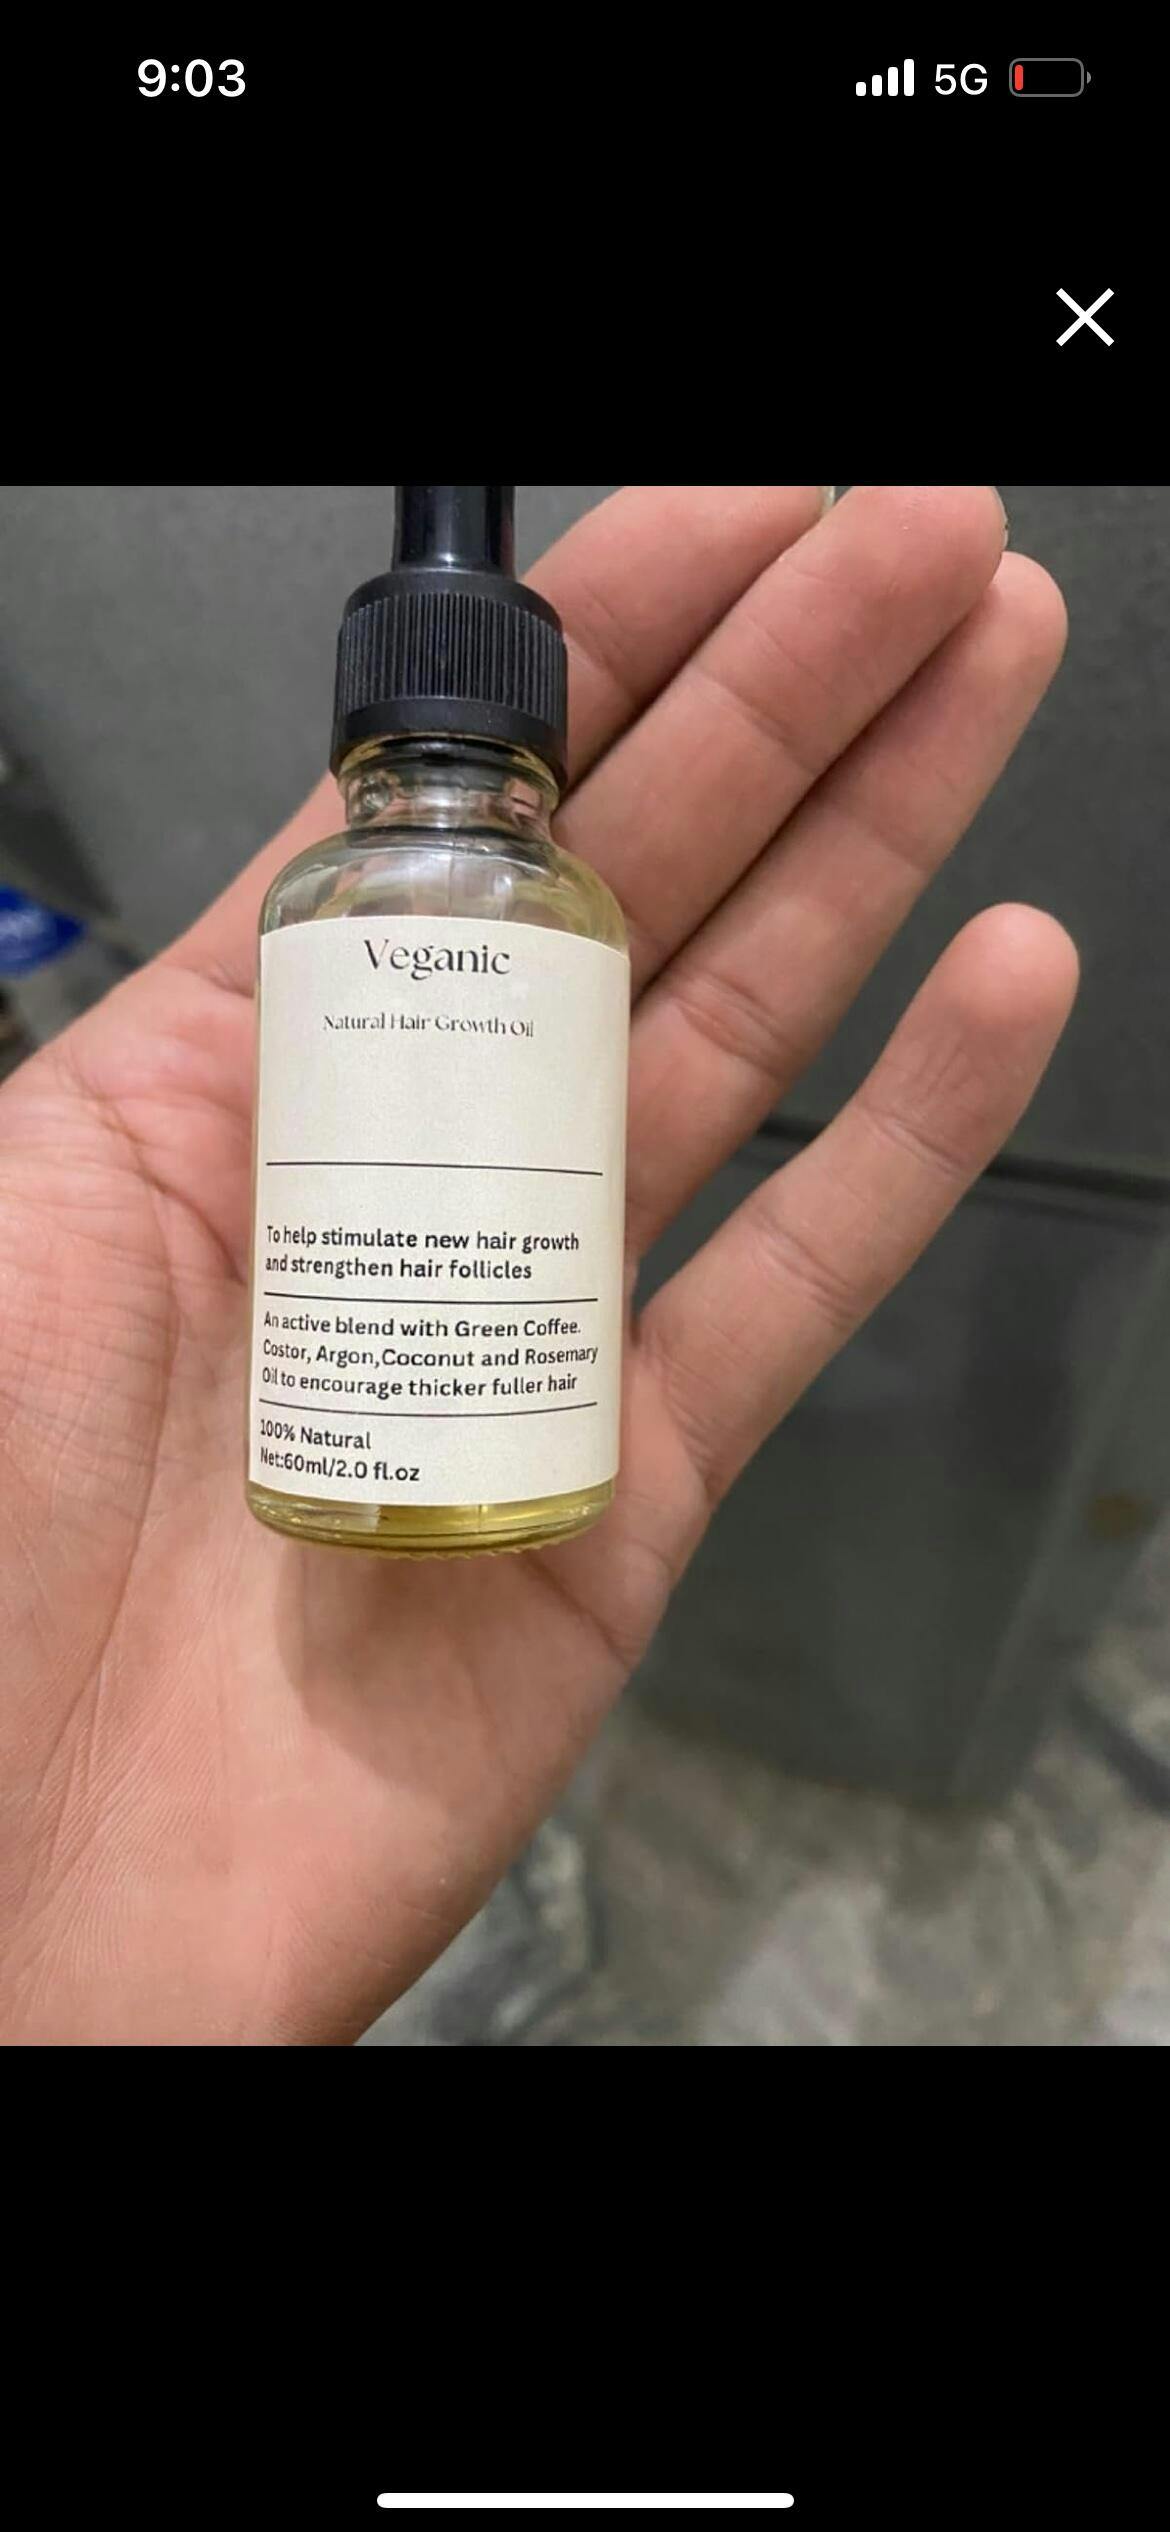 9:03
5G
Veganic
Natural Hair Growth Oil
To help stimulate new hair growth
and strengthen hair follicles
An active blend with Green Coffee.
Costor, Argon,Coconut and Rosemary
Oil to encourage thicker fuller hair
100% Natural
Net:60ml/2.0 fl.oz